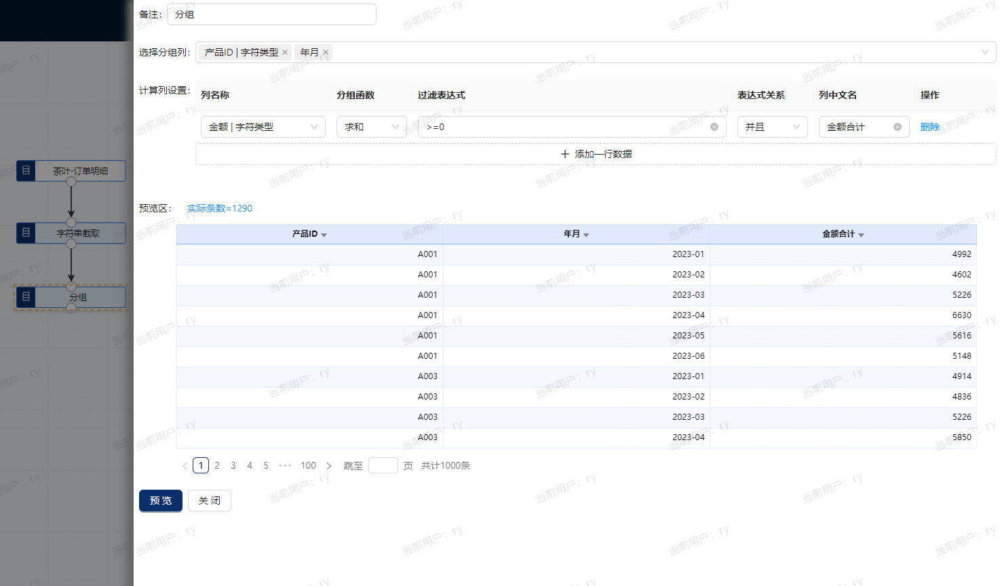 备注： 分组
选择分组列： 产品ID | 字符类型 × 年月 ×
计算列设置： 列名称 分组函数 过滤表达式 表达式关系 列中文名 操作
金额 | 字符类型 求和 >=0 并且 金额合计 删除
+ 添加一行数据
茶叶-订单明细
字符串截取
分组
预览区： 实际条数=1290
产品ID 年月 金额合计
A001 2023-01 4992
A001 2023-02 4602
A001 2023-03 5226
A001 2023-04 6630
A001 2023-05 5616
A001 2023-06 5148
A003 2023-01 4914
A003 2023-02 4836
A003 2023-03 5226
A003 2023-04 5850
< 1 2 3 4 5 ··· 100 > 跳至 页 共计1000条
预 览 关 闭
当前用户：ry